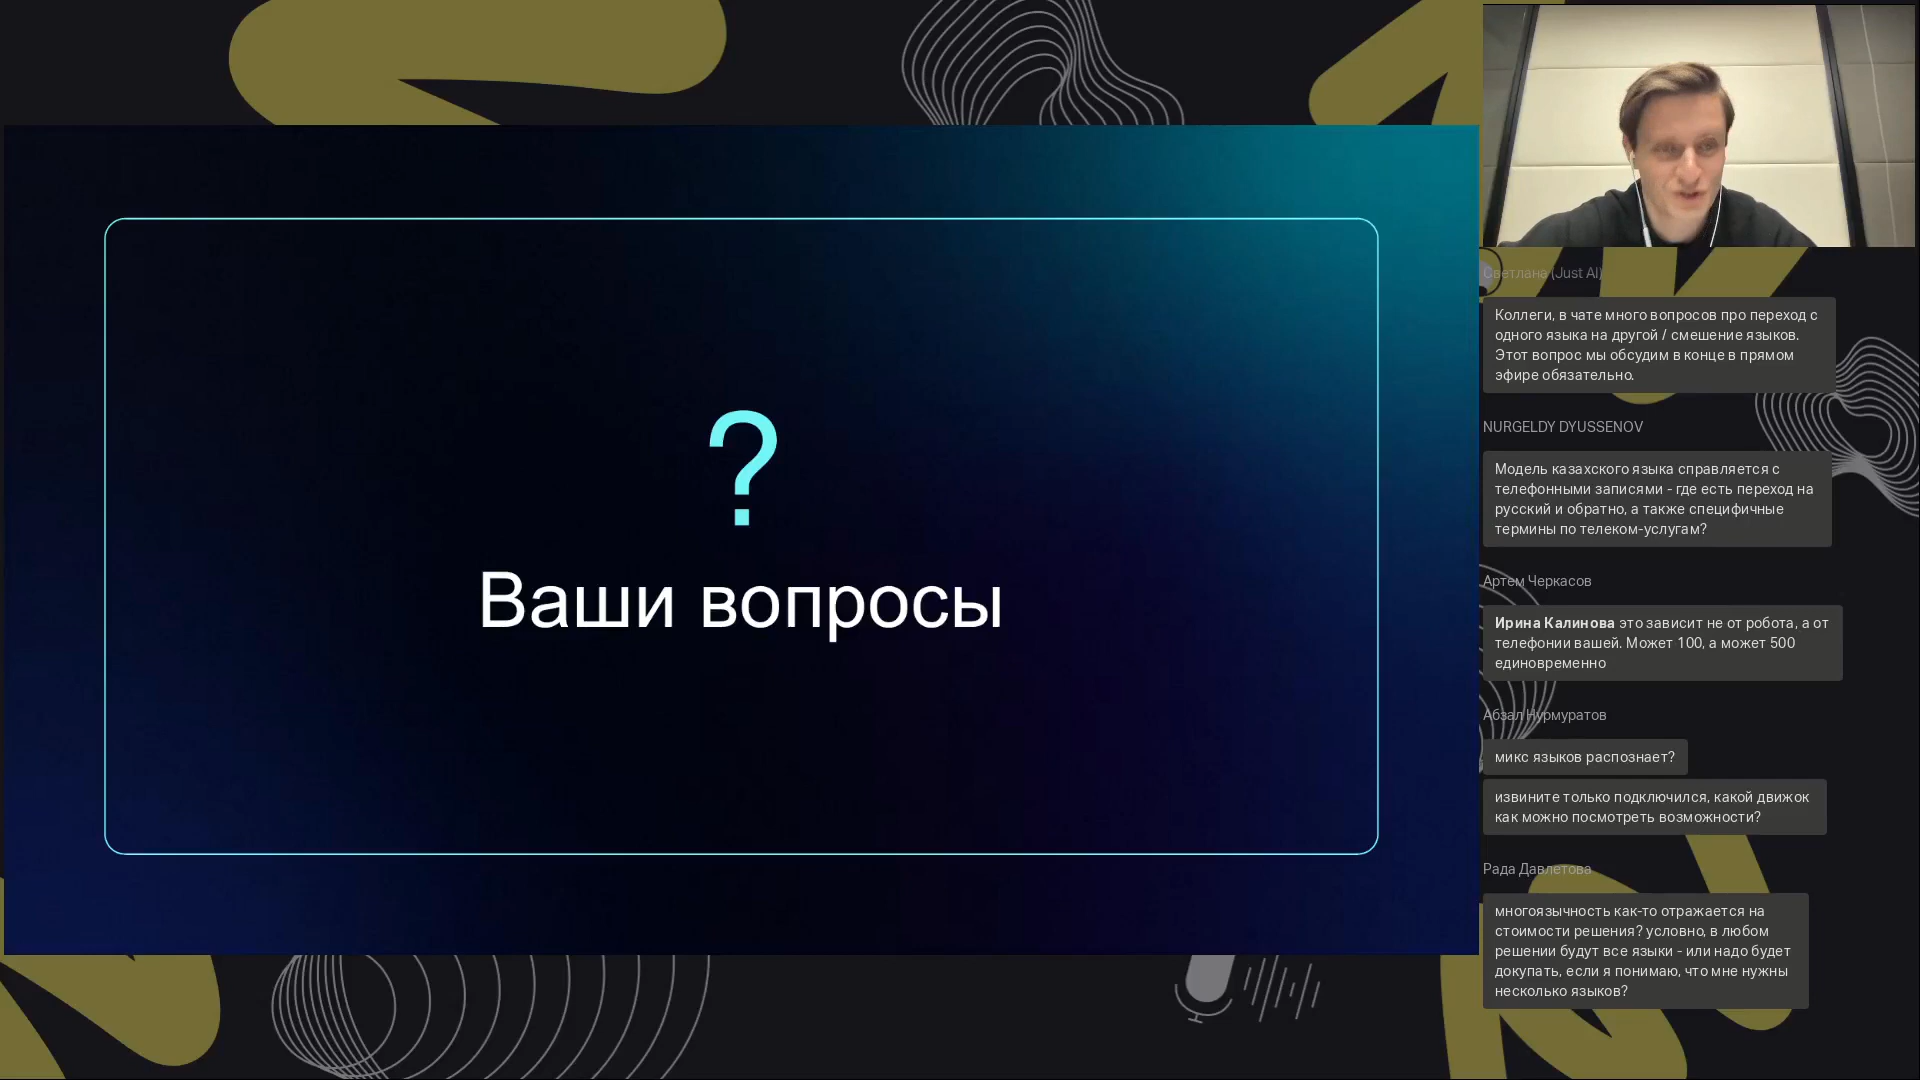 ?
Ваши вопросы
Светлана (Just AI)
Коллеги, в чате много вопросов про переход с
одного языка на другой / смешение языков.
Этот вопрос мы обсудим в конце в прямом
эфире обязательно.
NURGELDY DYUSSENOV
Модель казахского языка справляется с
телефонными записями - где есть переход на
русский и обратно, а также специфичные
термины по телеком-услугам?
Артем Черкасов
Ирина Калинова это зависит не от робота, а от
телефонии вашей. Может 100, а может 500
единовременно
Абзал Нурмуратов
микс языков распознает?
извините только подключился, какой движок
как можно посмотреть возможности?
Рада Давлетова
многоязычность как-то отражается на
стоимости решения? условно, в любом
решении будут все языки - или надо будет
докупать, если я понимаю, что мне нужны
несколько языков?